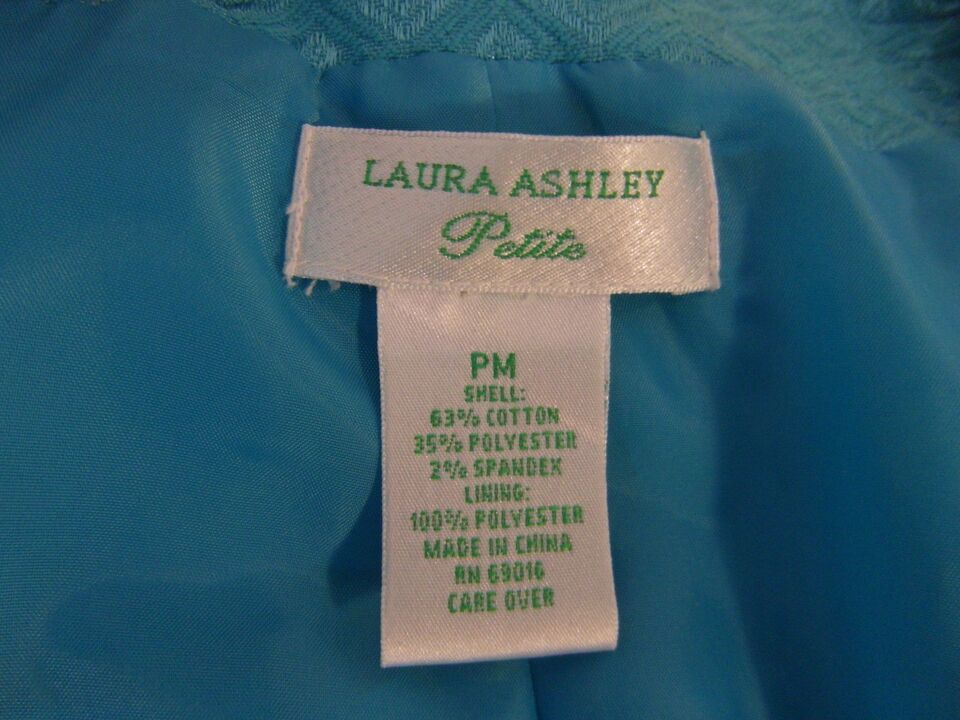 LAURA ASHLEY
Petite
PM
SHELL:
63% COTTON
35% POLYESTER
2% SPANDEX
LINING:
100% POLYESTER
MADE IN CHINA
RN 69016
CARE OVER